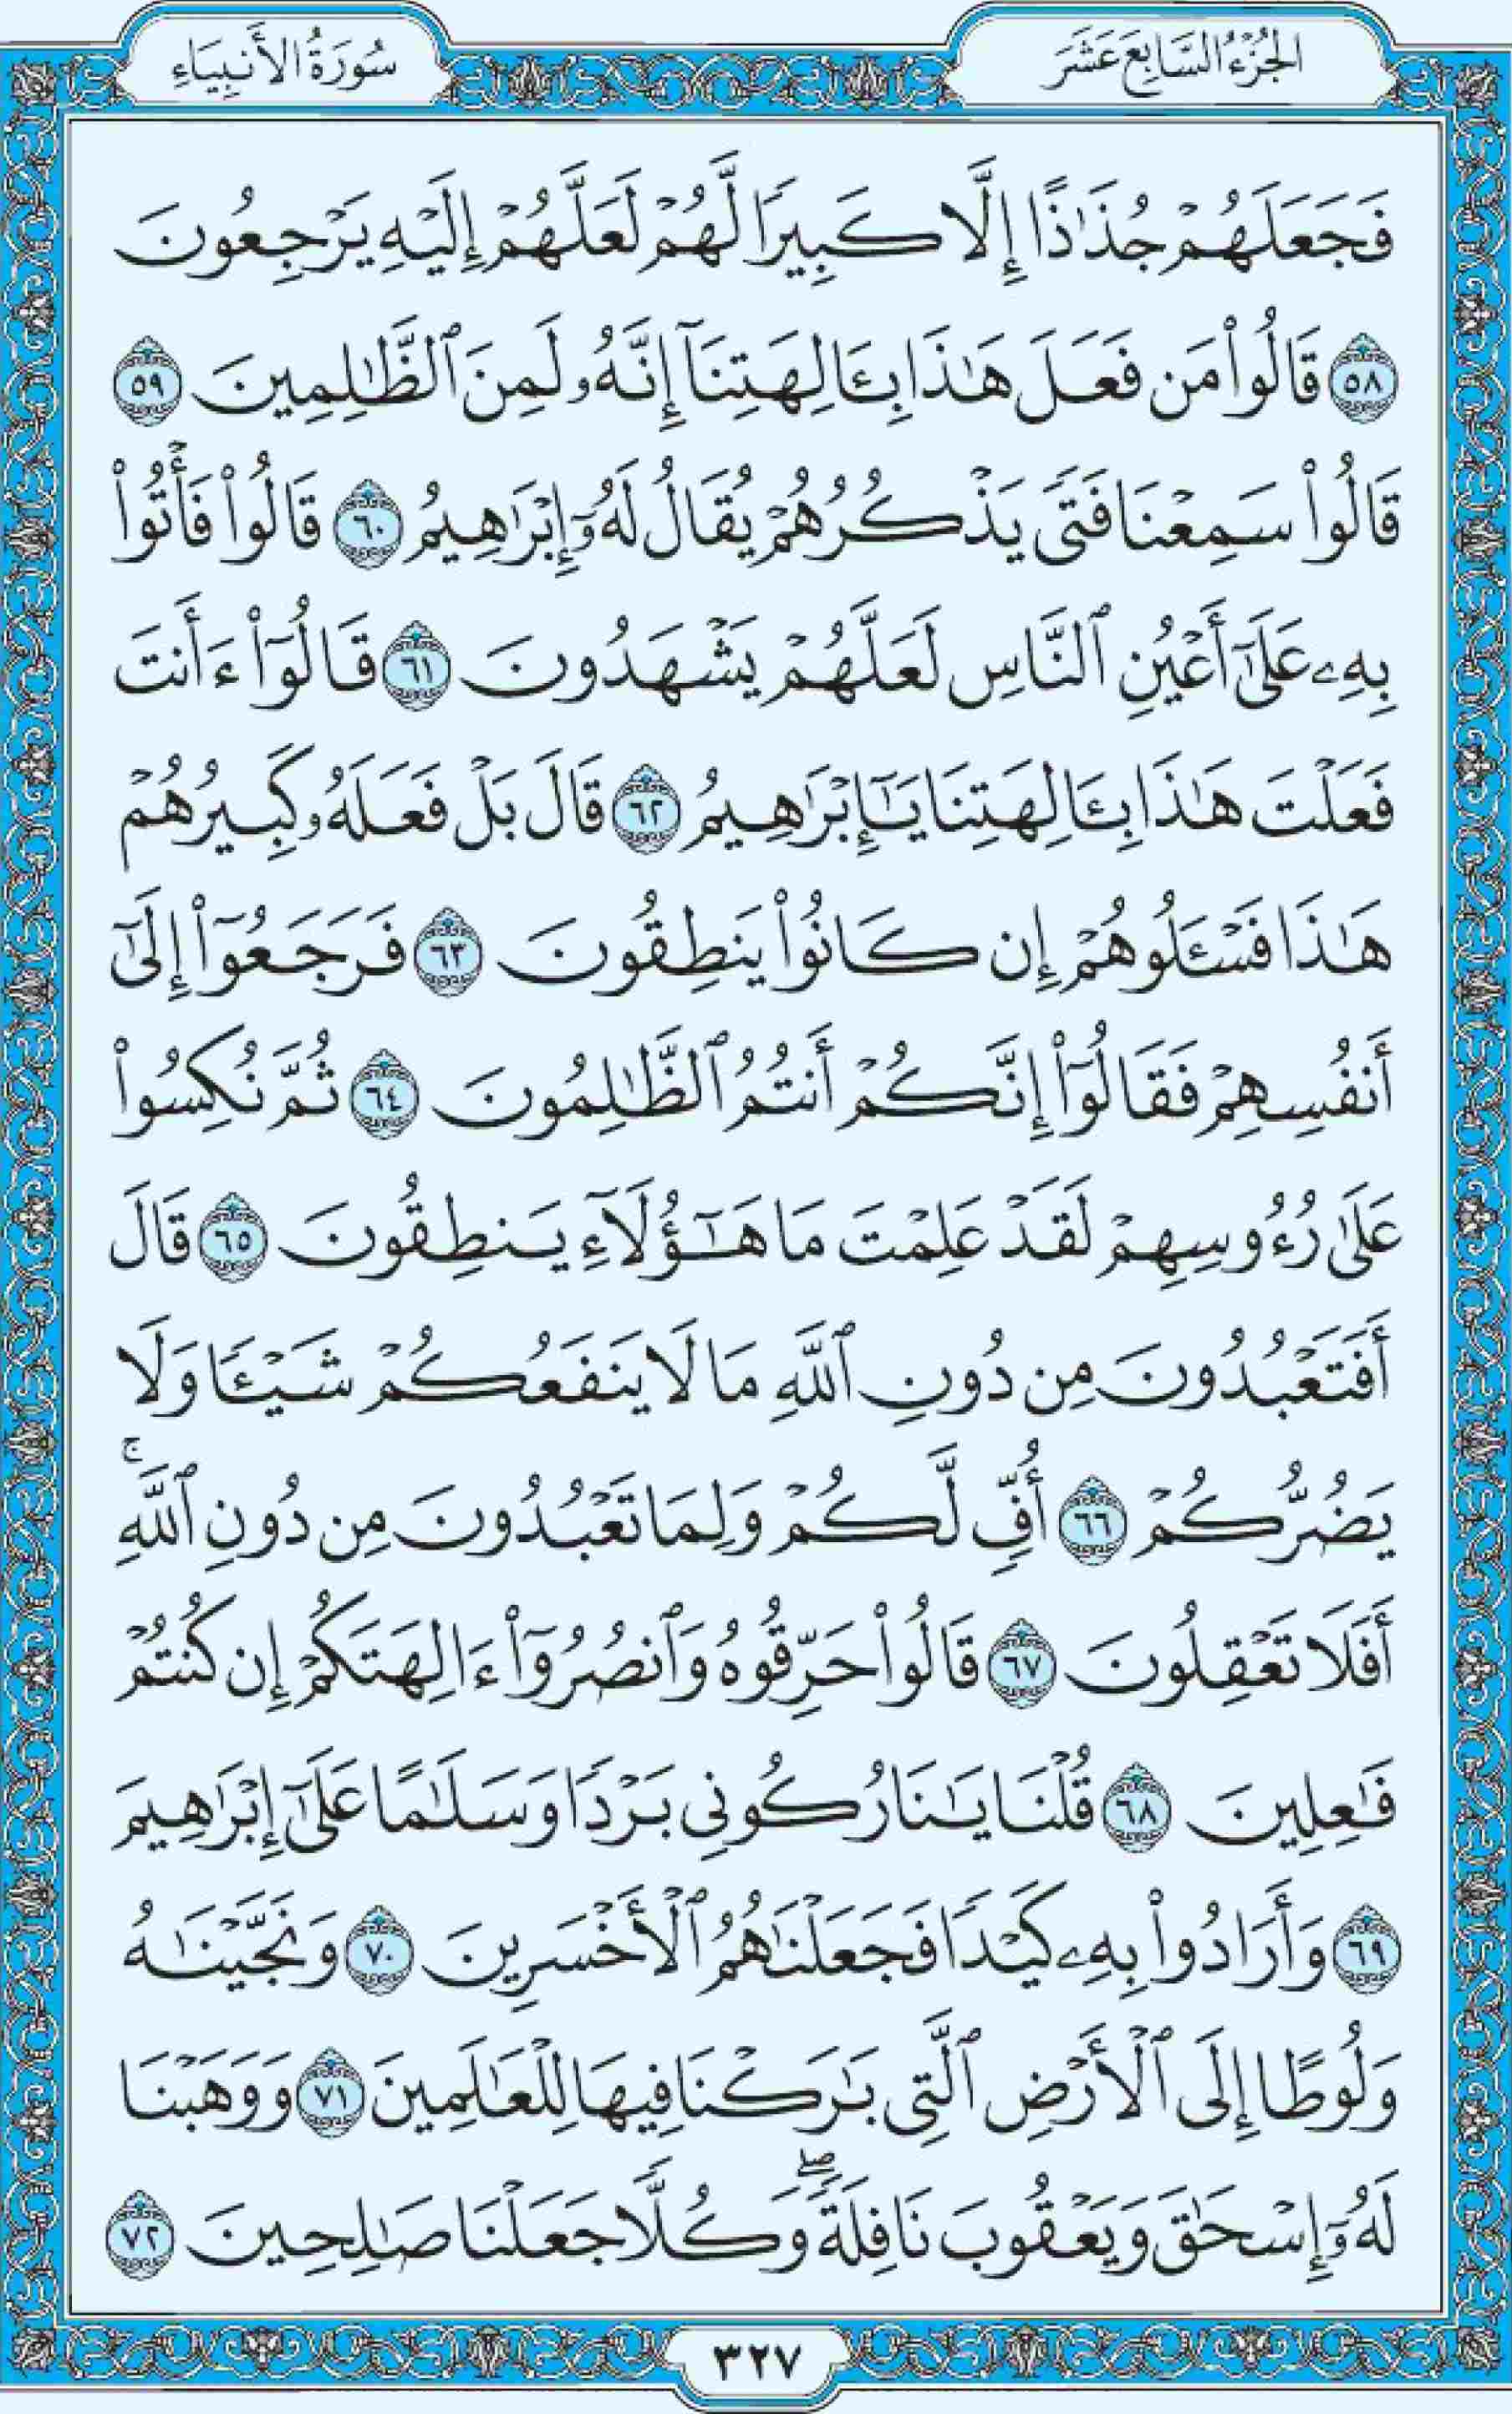 الجُزْءُ السَّابِعَ عَشَرَ
سُورَةُ الأَنبِيَاءِ
فَجَعَلَهُمْ جُذَٰذًا إِلَّا كَبِيرًا لَّهُمْ لَعَلَّهُمْ إِلَيْهِ يَرْجِعُونَ
٥٨ قَالُوا۟ مَن فَعَلَ هَٰذَا بِـَٔالِهَتِنَآ إِنَّهُۥ لَمِنَ ٱلظَّٰلِمِينَ ٥٩
قَالُوا۟ سَمِعْنَا فَتًى يَذْكُرُهُمْ يُقَالُ لَهُۥٓ إِبْرَٰهِيمُ ٦٠ قَالُوا۟ فَأْتُوا۟
بِهِۦ عَلَىٰٓ أَعْيُنِ ٱلنَّاسِ لَعَلَّهُمْ يَشْهَدُونَ ٦١ قَالُوٓا۟ ءَأَنتَ
فَعَلْتَ هَٰذَا بِـَٔالِهَتِنَا يَٰٓإِبْرَٰهِيمُ ٦٢ قَالَ بَلْ فَعَلَهُۥ كَبِيرُهُمْ
هَٰذَا فَسْـَٔلُوهُمْ إِن كَانُوا۟ يَنطِقُونَ ٦٣ فَرَجَعُوٓا۟ إِلَىٰٓ
أَنفُسِهِمْ فَقَالُوٓا۟ إِنَّكُمْ أَنتُمُ ٱلظَّٰلِمُونَ ٦٤ ثُمَّ نُكِسُوا۟
عَلَىٰ رُءُوسِهِمْ لَقَدْ عَلِمْتَ مَا هَٰٓؤُلَآءِ يَنطِقُونَ ٦٥ قَالَ
أَفَتَعْبُدُونَ مِن دُونِ ٱللَّهِ مَا لَا يَنفَعُكُمْ شَيْـًٔا وَلَا
يَضُرُّكُمْ ٦٦ أُفٍّ لَّكُمْ وَلِمَا تَعْبُدُونَ مِن دُونِ ٱللَّهِ ۚ
أَفَلَا تَعْقِلُونَ ٦٧ قَالُوا۟ حَرِّقُوهُ وَٱنصُرُوٓا۟ ءَالِهَتَكُمْ إِن كُنتُمْ
فَٰعِلِينَ ٦٨ قُلْنَا يَٰنَارُ كُونِى بَرْدًا وَسَلَٰمًا عَلَىٰٓ إِبْرَٰهِيمَ
٦٩ وَأَرَادُوا۟ بِهِۦ كَيْدًا فَجَعَلْنَٰهُمُ ٱلْأَخْسَرِينَ ٧٠ وَنَجَّيْنَٰهُ
وَلُوطًا إِلَى ٱلْأَرْضِ ٱلَّتِى بَٰرَكْنَا فِيهَا لِلْعَٰلَمِينَ ٧١ وَوَهَبْنَا
لَهُۥٓ إِسْحَٰقَ وَيَعْقُوبَ نَافِلَةً ۖ وَكُلًّا جَعَلْنَا صَٰلِحِينَ ٧٢
٣٢٧